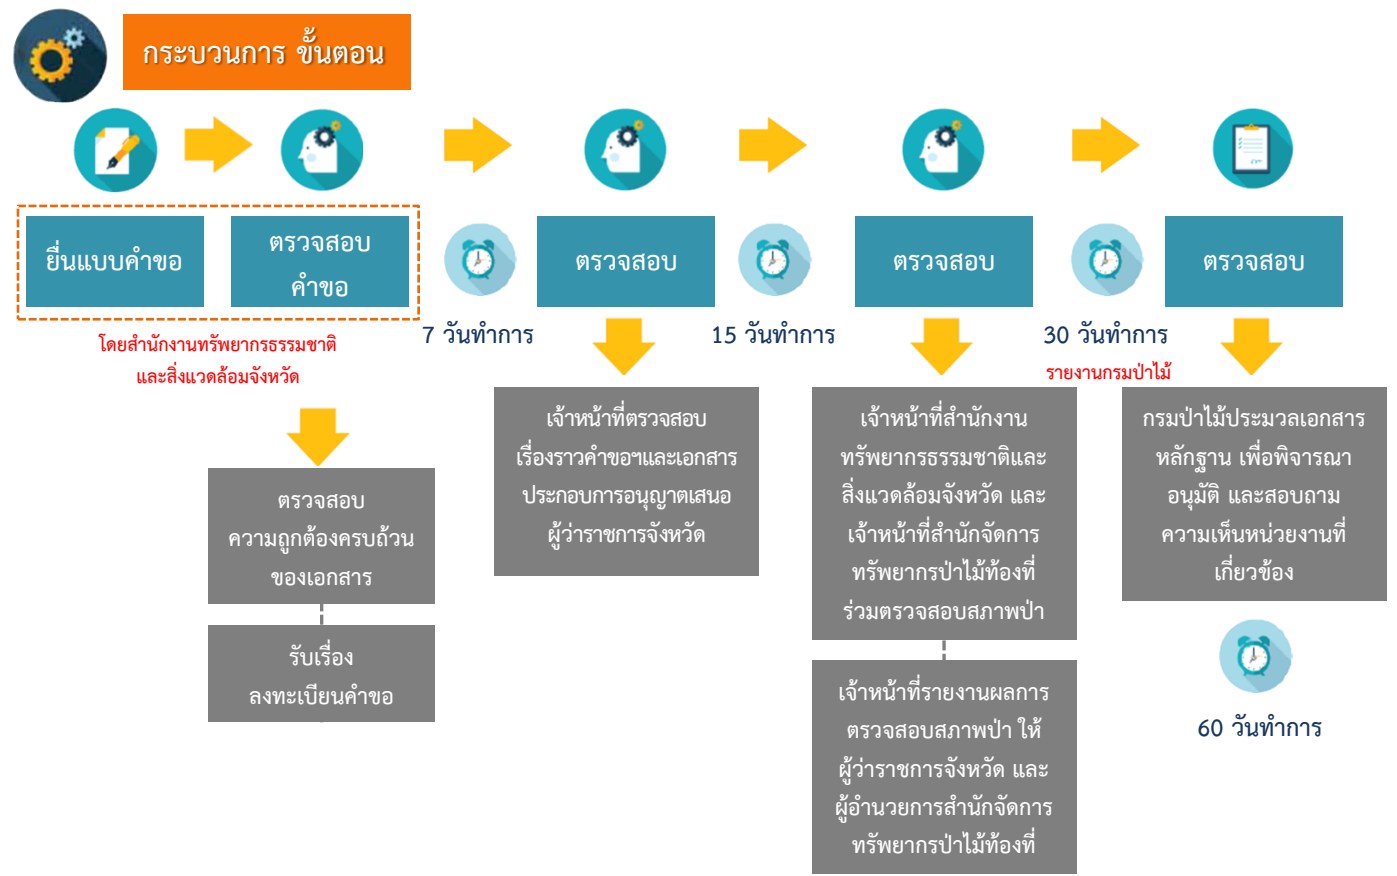 กระบวนการ ขั้นตอน
ยื่นแบบคำขอ
ตรวจสอบ
คำขอ
โดยสำนักงานทรัพยากรธรรมชาติ
และสิ่งแวดล้อมจังหวัด
ตรวจสอบ
ความถูกต้องครบถ้วน
ของเอกสาร
รับเรื่อง
ลงทะเบียนคำขอ
7 วันทำการ
ตรวจสอบ
เจ้าหน้าที่ตรวจสอบ
เรื่องราวคำขอฯและเอกสาร
ประกอบการอนุญาตเสนอ
ผู้ว่าราชการจังหวัด
15 วันทำการ
ตรวจสอบ
เจ้าหน้าที่สำนักงาน
ทรัพยากรธรรมชาติและ
สิ่งแวดล้อมจังหวัด และ
เจ้าหน้าที่สำนักจัดการ
ทรัพยากรป่าไม้ท้องที่
ร่วมตรวจสอบสภาพป่า
เจ้าหน้าที่รายงานผลการ
ตรวจสอบสภาพป่า ให้
ผู้ว่าราชการจังหวัด และ
ผู้อำนวยการสำนักจัดการ
ทรัพยากรป่าไม้ท้องที่
30 วันทำการ
รายงานกรมป่าไม้
ตรวจสอบ
กรมป่าไม้ประมวลเอกสาร
หลักฐาน เพื่อพิจารณา
อนุมัติ และสอบถาม
ความเห็นหน่วยงานที่
เกี่ยวข้อง
60 วันทำการ